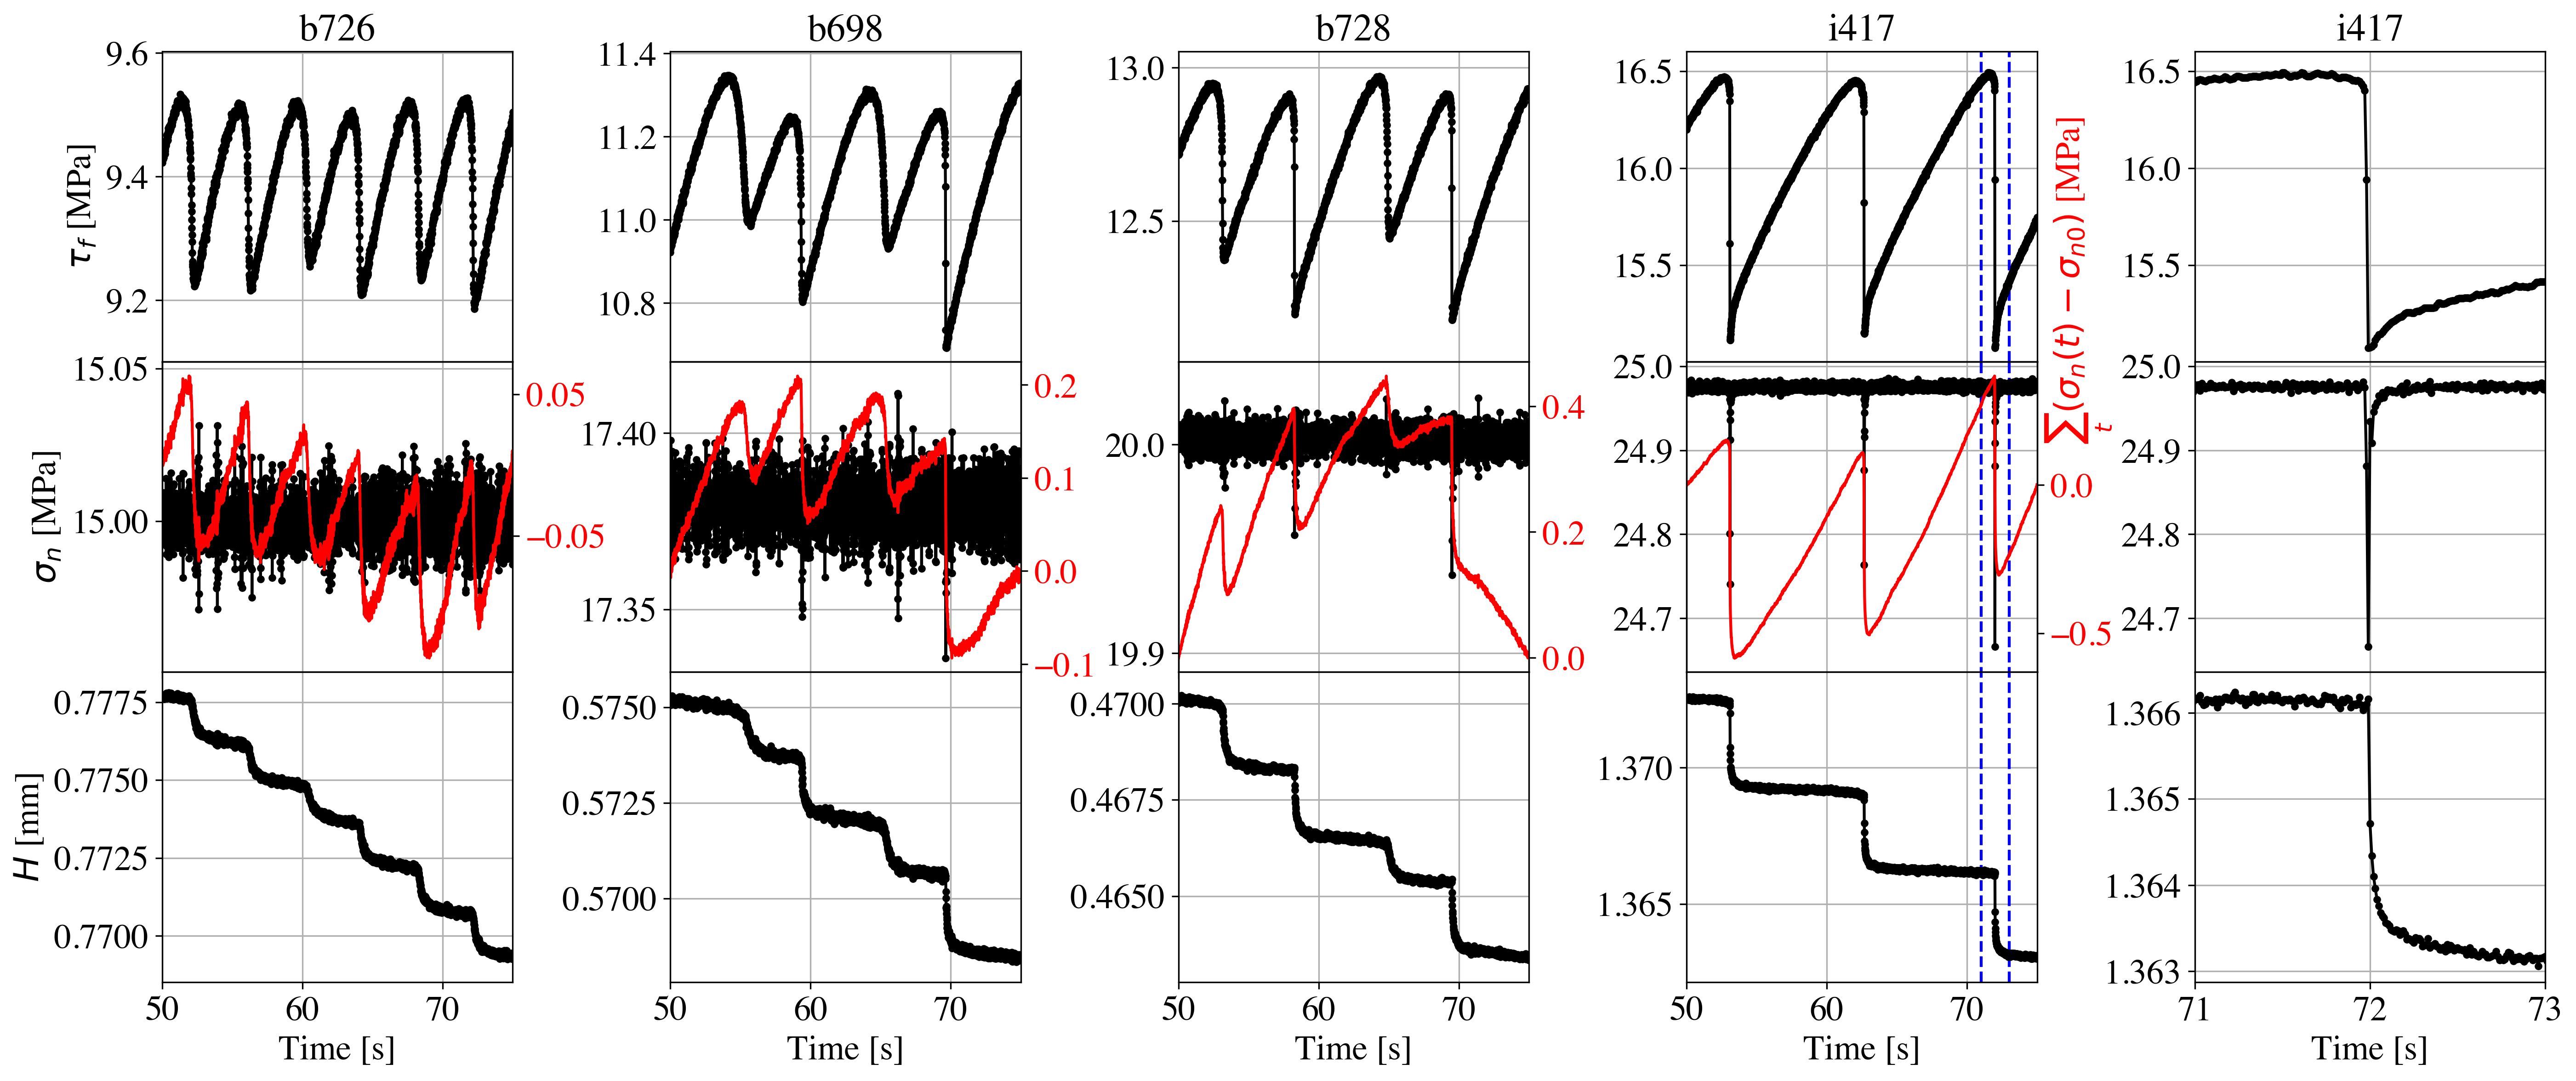 b726 b698 b728 i417 i417
9.6 11.4 13.0 16.5 16.5
9.4 11.2 12.5 16.0 16.0
9.2 11.0 15.5 15.5
10.8
τ_f [MPa]
15.05 17.40 20.0 25.0 25.0
15.00 17.35 19.9 24.9 24.9
24.8 24.8
24.7 24.7
σ_n [MPa]
0.05 0.2 0.4 0.0
−0.05 0.1 0.2 −0.5
0.0 0.0
−0.1
∑_t (σ_n(t) − σ_{n0}) [MPa]
0.7775 0.5750 0.4700 1.370 1.366
0.7750 0.5725 0.4675 1.365 1.365
0.7725 0.5700 0.4650 1.364
0.7700 1.363
H [mm]
50 60 70 50 60 70 50 60 70 50 60 70 71 72 73
Time [s] Time [s] Time [s] Time [s] Time [s]